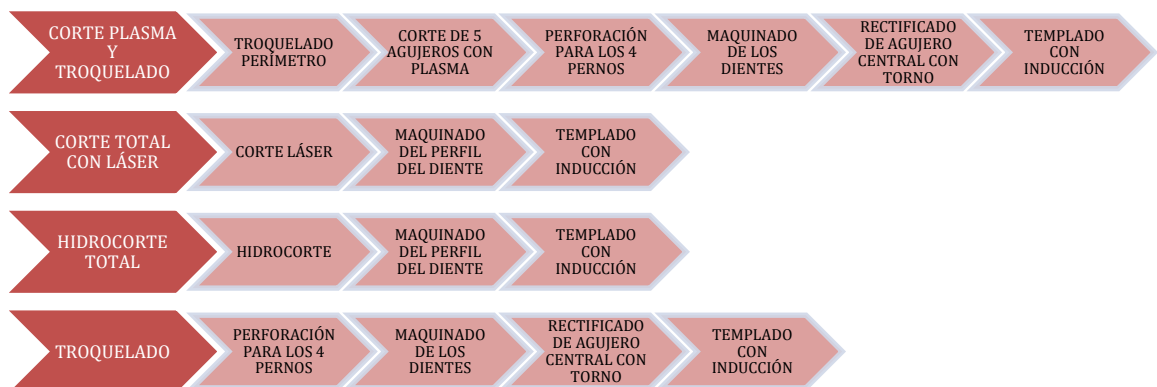 CORTE PLASMA
Y
TROQUELADO
TROQUELADO
PERÍMETRO
CORTE DE 5
AGUJEROS CON
PLASMA
PERFORACIÓN
PARA LOS 4
PERNOS
MAQUINADO
DE LOS
DIENTES
RECTIFICADO
DE AGUJERO
CENTRAL CON
TORNO
TEMPLADO
CON
INDUCCIÓN
CORTE TOTAL
CON LÁSER
CORTE LÁSER
MAQUINADO
DEL PERFIL
DEL DIENTE
TEMPLADO
CON
INDUCCIÓN
HIDROCORTE
TOTAL
HIDROCORTE
MAQUINADO
DEL PERFIL
DEL DIENTE
TEMPLADO
CON
INDUCCIÓN
TROQUELADO
PERFORACIÓN
PARA LOS 4
PERNOS
MAQUINADO
DE LOS
DIENTES
RECTIFICADO
DE AGUJERO
CENTRAL CON
TORNO
TEMPLADO
CON
INDUCCIÓN